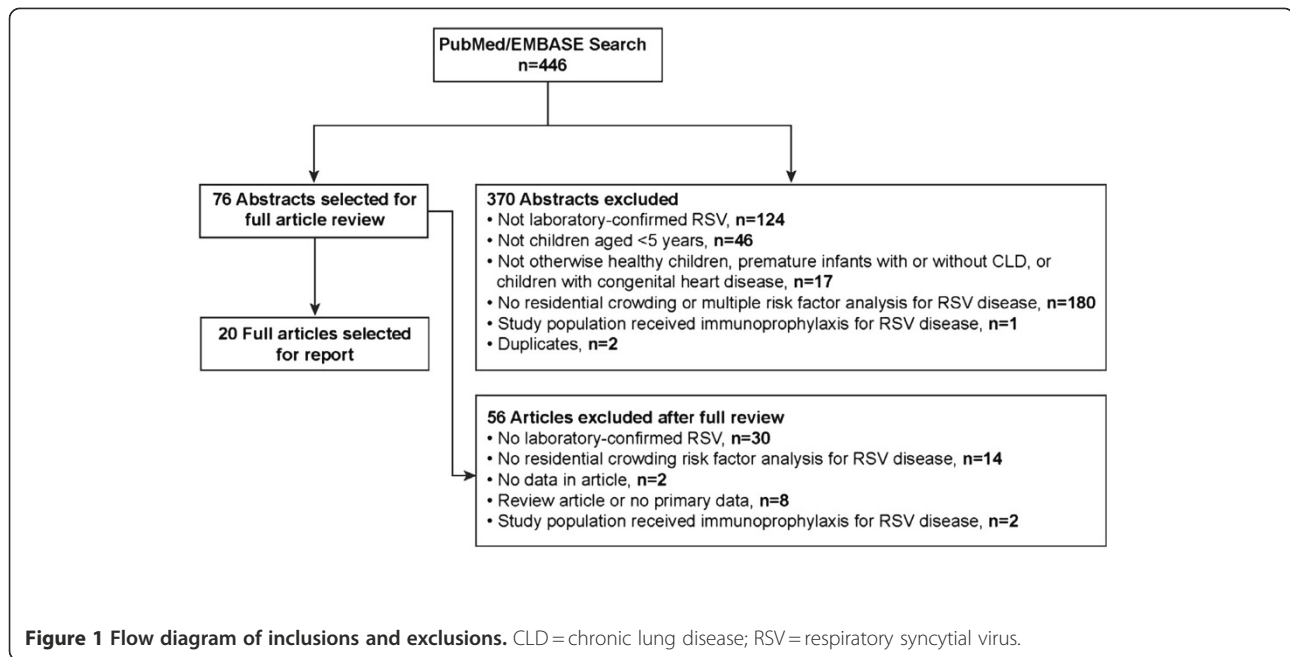 PubMed/EMBASE Search
n=446
76 Abstracts selected for
full article review
20 Full articles selected
for report
370 Abstracts excluded
• Not laboratory-confirmed RSV, n=124
• Not children aged <5 years, n=46
• Not otherwise healthy children, premature infants with or without CLD, or
children with congenital heart disease, n=17
• No residential crowding or multiple risk factor analysis for RSV disease, n=180
• Study population received immunoprophylaxis for RSV disease, n=1
• Duplicates, n=2
56 Articles excluded after full review
• No laboratory-confirmed RSV, n=30
• No residential crowding risk factor analysis for RSV disease, n=14
• No data in article, n=2
• Review article or no primary data, n=8
• Study population received immunoprophylaxis for RSV disease, n=2
Figure 1 Flow diagram of inclusions and exclusions. CLD = chronic lung disease; RSV = respiratory syncytial virus.